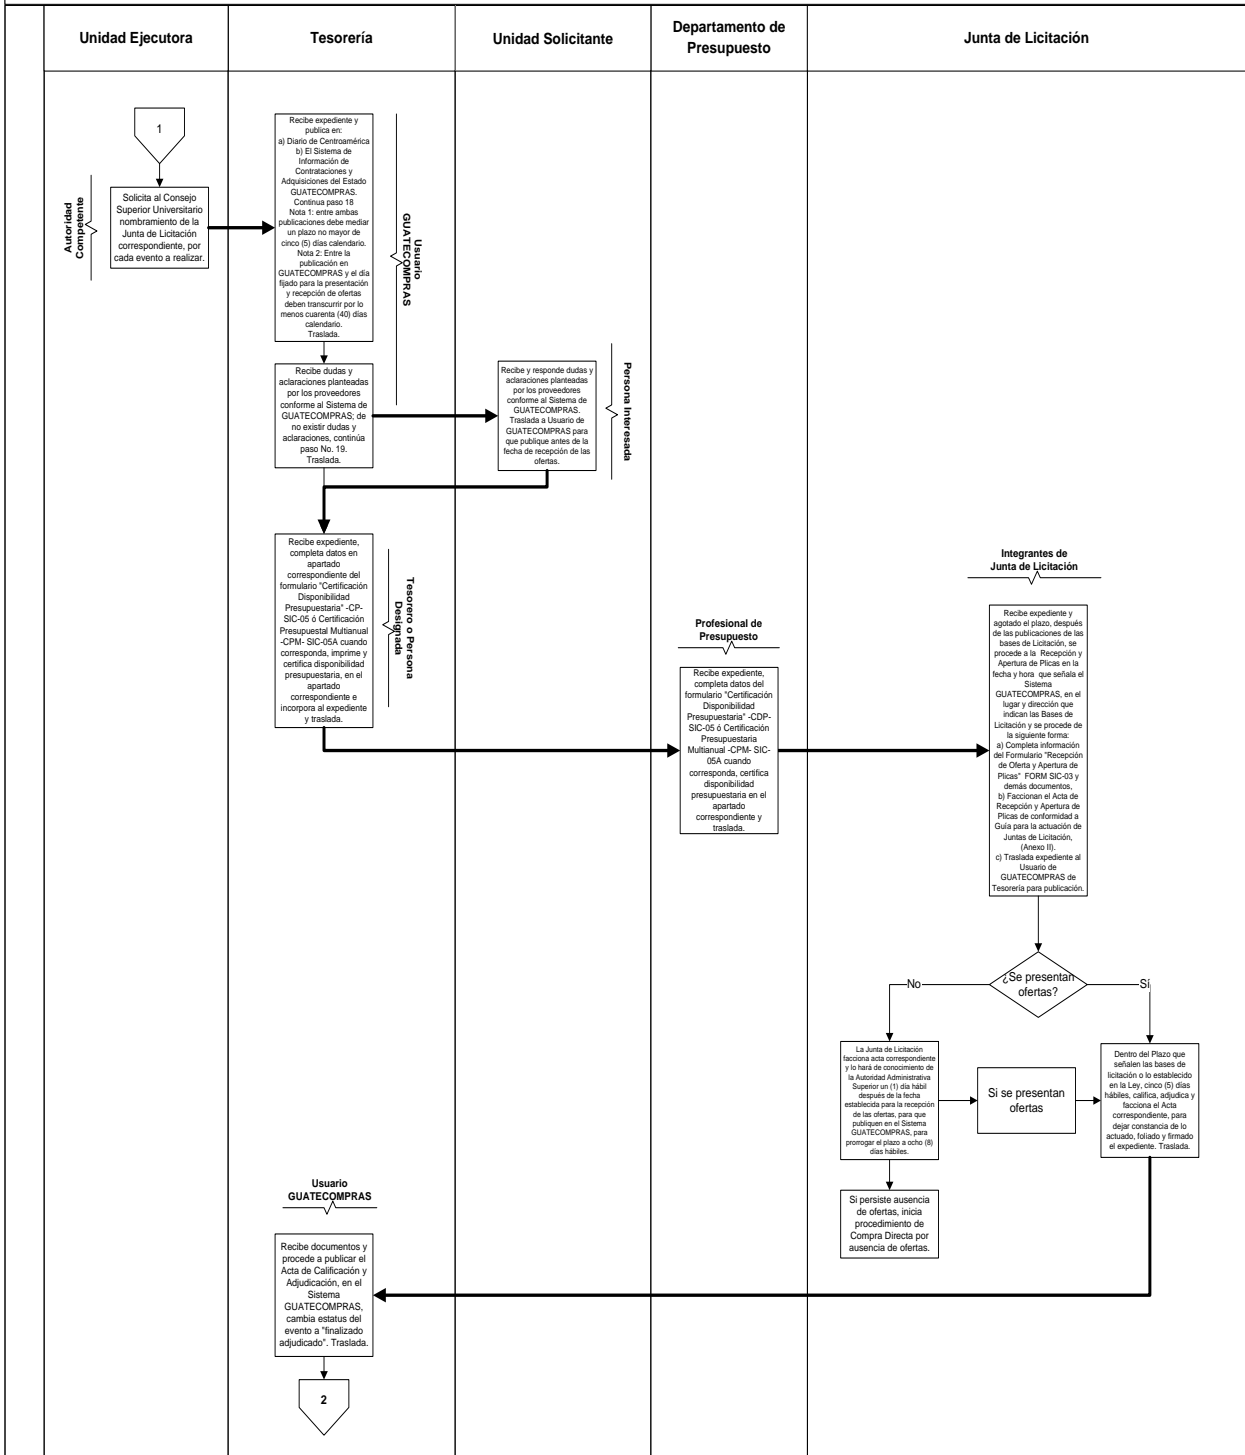 Unidad Ejecutora
Tesorería
Unidad Solicitante
Departamento de
Presupuesto
Junta de Licitación
1
Autoridad
Competente
Solicita al Consejo
Superior Universitario
nombramiento de la
Junta de Licitación
correspondiente, por
cada evento a realizar.
Recibe expediente y
publica en:
a) Diario de Centroamérica
b) El Sistema de
Información de
Contrataciones y
Adquisiciones del Estado
GUATECOMPRAS.
Continua paso 18
Nota 1: entre ambas
publicaciones debe mediar
un plazo no mayor de
cinco (5) días calendario.
Nota 2: Entre la
publicación en
GUATECOMPRAS y el día
fijado para la presentación
y recepción de ofertas
deben transcurrir por lo
menos cuarenta (40) días
calendario.
Traslada.
Usuario
GUATECOMPRAS
Recibe dudas y
aclaraciones planteadas
por los proveedores
conforme al Sistema de
GUATECOMPRAS; de
no existir dudas y
aclaraciones, continúa
paso No. 19.
Traslada.
Recibe y responde dudas y
aclaraciones planteadas
por los proveedores
conforme al Sistema de
GUATECOMPRAS.
Traslada a Usuario de
GUATECOMPRAS para
que publique antes de la
fecha de recepción de las
ofertas.
Persona Interesada
Recibe expediente,
completa datos en
apartado
correspondiente del
formulario "Certificación
Disponibilidad
Presupuestaria" -CP-
SIC-05 ó Certificación
Presupuestal Multianual
-CPM- SIC-05A cuando
corresponda, imprime y
certifica disponibilidad
presupuestaria, en el
apartado
correspondiente e
incorpora al expediente
y traslada.
Tesorero o Persona
Designada
Profesional de
Presupuesto
Recibe expediente,
completa datos del
formulario "Certificación
Disponibilidad
Presupuestaria" -CDP-
SIC-05 ó Certificación
Presupuestaria
Multianual -CPM- SIC-
05A cuando
corresponda, certifica
disponibilidad
presupuestaria en el
apartado
correspondiente y
traslada.
Integrantes de
Junta de Licitación
Recibe expediente y
agotado el plazo, después
de las publicaciones de las
bases de Licitación, se
procede a la Recepción y
Apertura de Plicas en la
fecha y hora que señala el
Sistema
GUATECOMPRAS, en el
lugar y dirección que
indican las Bases de
Licitación y se procede de
la siguiente forma:
a) Completa información
del Formulario "Recepción
de Oferta y Apertura de
Plicas" FORM SIC-03 y
demás documentos,
b) Faccionan el Acta de
Recepción y Apertura de
Plicas de conformidad a
Guía para la actuación de
Juntas de Licitación,
(Anexo II).
c) Traslada expediente al
Usuario de
GUATECOMPRAS de
Tesorería para publicación.
¿Se presentan
ofertas?
No
Sí
La Junta de Licitación
facciona acta correspondiente
y lo hará de conocimiento de
la Autoridad Administrativa
Superior un (1) día hábil
después de la fecha
establecida para la recepción
de las ofertas, para que
publiquen en el Sistema
GUATECOMPRAS, para
prorrogar el plazo a ocho (8)
días hábiles.
Si se presentan
ofertas
Dentro del Plazo que
señalen las bases de
licitación o lo establecido
en la Ley, cinco (5) días
hábiles, califica, adjudica y
facciona el Acta
correspondiente, para
dejar constancia de lo
actuado, foliado y firmado
el expediente. Traslada.
Si persiste ausencia
de ofertas, inicia
procedimiento de
Compra Directa por
ausencia de ofertas.
Usuario
GUATECOMPRAS
Recibe documentos y
procede a publicar el
Acta de Calificación y
Adjudicación, en el
Sistema
GUATECOMPRAS,
cambia estatus del
evento a "finalizado
adjudicado". Traslada.
2